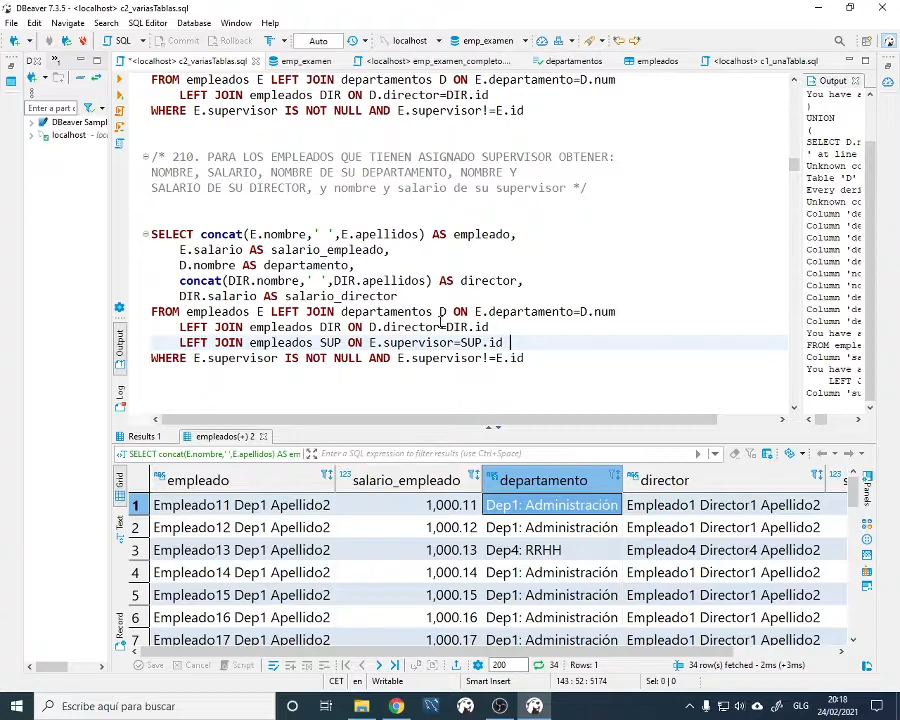 DBeaver 7.3.5 - <localhost> c2_variasTablas.sql
File Edit Navigate Search SQL Editor Database Window Help
SQL Commit Rollback T Auto localhost emp_examen
*<localhost> c2_variasTablas.sql emp_examen <localhost> emp_examen_completo... departamentos empleados <localhost> c1_unaTabla.sql
Enter a part c
DBeaver Sampl
localhost - loca
FROM empleados E LEFT JOIN departamentos D ON E.departamento=D.num
LEFT JOIN empleados DIR ON D.director=DIR.id
WHERE E.supervisor IS NOT NULL AND E.supervisor!=E.id
/* 210. PARA LOS EMPLEADOS QUE TIENEN ASIGNADO SUPERVISOR OBTENER:
NOMBRE, SALARIO, NOMBRE DE SU DEPARTAMENTO, NOMBRE Y
SALARIO DE SU DIRECTOR, y nombre y salario de su supervisor */
SELECT concat(E.nombre,' ',E.apellidos) AS empleado,
E.salario AS salario_empleado,
D.nombre AS departamento,
concat(DIR.nombre,' ',DIR.apellidos) AS director,
DIR.salario AS salario_director
FROM empleados E LEFT JOIN departamentos D ON E.departamento=D.num
LEFT JOIN empleados DIR ON D.director=DIR.id
LEFT JOIN empleados SUP ON E.supervisor=SUP.id
WHERE E.supervisor IS NOT NULL AND E.supervisor!=E.id
Output
Log
Output
You have a
)
UNION
(
SELECT D.n
' at line
Unknown co
Table 'D'
Every deri
Unknown co
Column 'de
Column 'de
Column 'de
Column 'no
Column 'de
Column 'de
Column 'de
Column 'de
Column 'de
You have a
FROM emple
Column 'sa
You have a
LEFT J
Column 'su
Results 1 empleados(+) 2
SELECT concat(E.nombre,' ',E.apellidos) AS em Enter a SQL expression to filter results (use Ctrl+Space)
Grid
Text
Record
Panels
empleado 123 salario_empleado departamento director s
1 Empleado11 Dep1 Apellido2 1,000.11 Dep1: Administración Empleado1 Director1 Apellido2
2 Empleado12 Dep1 Apellido2 1,000.12 Dep1: Administración Empleado1 Director1 Apellido2
3 Empleado13 Dep1 Apellido2 1,000.13 Dep4: RRHH Empleado4 Director4 Apellido2
4 Empleado14 Dep1 Apellido2 1,000.14 Dep1: Administración Empleado1 Director1 Apellido2
5 Empleado15 Dep1 Apellido2 1,000.15 Dep1: Administración Empleado1 Director1 Apellido2
6 Empleado16 Dep1 Apellido2 1,000.16 Dep1: Administración Empleado1 Director1 Apellido2
7 Empleado17 Dep1 Apellido2 1,000.17 Dep1: Administración Empleado1 Director1 Apellido2
Save Cancel Script 200 34 Rows: 1 34 row(s) fetched - 2ms (+3ms)
CET en Writable Smart Insert 143 : 52 : 5174 Sel: 0 | 0
Escribe aquí para buscar GLG 20:18
24/02/2021